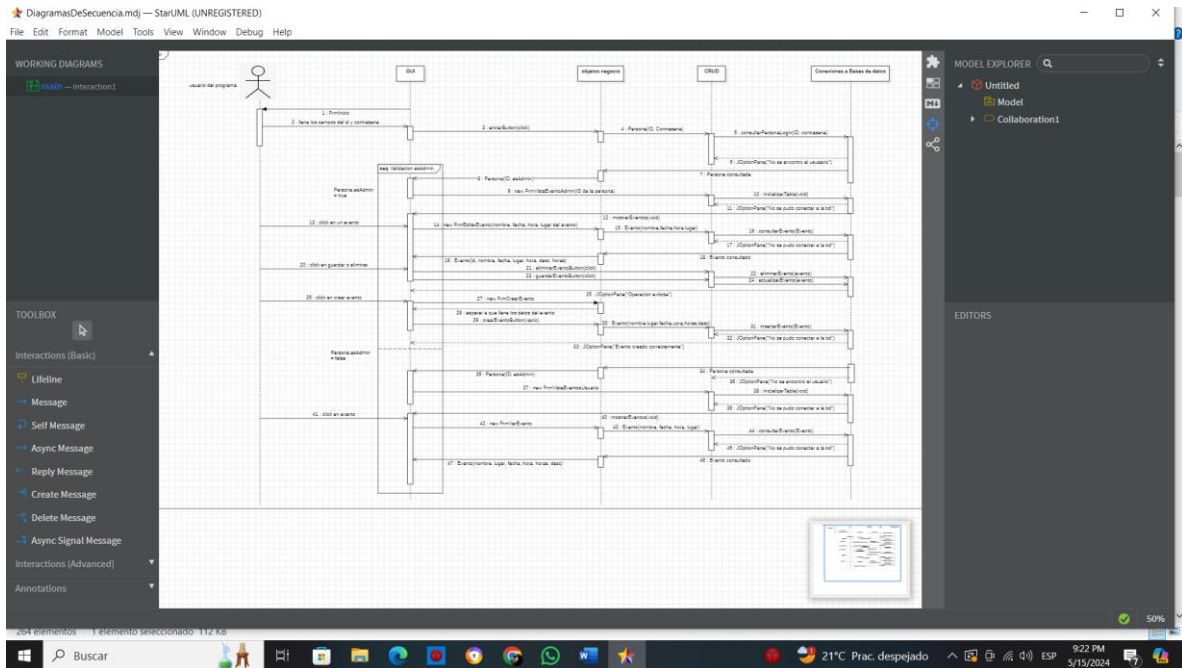 DiagramasDeSecuencia.mdj — StarUML (UNREGISTERED)
File Edit Format Model Tools View Window Debug Help
WORKING DIAGRAMS
main — Interaction1
TOOLBOX
Interactions (Basic)
Lifeline
Message
Self Message
Async Message
Reply Message
Create Message
Delete Message
Async Signal Message
Interactions (Advanced)
Annotations
usuario del programa
GUI
objetos negocio
CRUD
Conexiones a Bases de datos
1 : FrmInicio
2 : llena los campos del id y contrasena
3 : entrarButton(click)
4 : Persona(ID, Contrasena)
5 : consultarPersonaLogin(ID, contrasena)
6 : JOptionPane("No se encontro el usuario")
7 : Persona consultada
seq Validacion esAdmin
8 : Persona(ID, esAdmin)
Persona.esAdmin
= true
9 : new FrmVistaEventoAdmin(ID de la persona)
10 : inicializarTabla(void)
11 : JOptionPane("No se pudo conectar a la bd")
12 : mostrarEventos(void)
13 : click en un evento
14 : new FrmEditarEvento(nombre, fecha, hora, lugar del evento)
15 : Evento(nombre,fecha,hora,lugar)
16 : consultarEvento(Evento)
17 : JOptionPane("No se pudo conectar a la bd")
18 : Evento consultado
19 : Evento(id, nombre, fecha, lugar, hora, desc, horas)
20 : click en guardar o eliminar
21 : eliminarEventoButton(click)
22 : eliminarEvento(evento)
23 : guardarEventoButton(click)
24 : actualizarEvento(evento)
25 : JOptionPane("Operacion exitosa")
26 : click en crear evento
27 : new FrmCrearEvento
28 : esperar a que llene los datos del evento
29 : crearEventoButton(vacio)
31 : insertarEvento(Evento)
32 : JOptionPane("No se pudo conectar a la bd")
33 : JOptionPane("Evento creado correctamente")
Persona.esAdmin
= false
34 : Persona consultada
35 : Persona(ID, esAdmin)
36 : JOptionPane("No se encontro el usuario")
37 : new FrmVistaEventosUsuario
38 : inicializarTabla(void)
39 : JOptionPane("No se pudo conectar a la bd")
40 : mostrarEventos(void)
41 : click en evento
42 : new FrmVerEvento
43 : Evento(nombre, fecha, hora, lugar)
44 : consultarEvento(Evento)
45 : JOptionPane("No se pudo conectar a la bd")
46 : Evento consultado
47 : Evento(nombre, lugar, fecha, hora, horas, desc)
MODEL EXPLORER
Untitled
Model
Collaboration1
EDITORS
50%
264 elementos 1 elemento seleccionado 112 KB
Buscar
21°C Prac. despejado
ESP
9:22 PM
5/15/2024